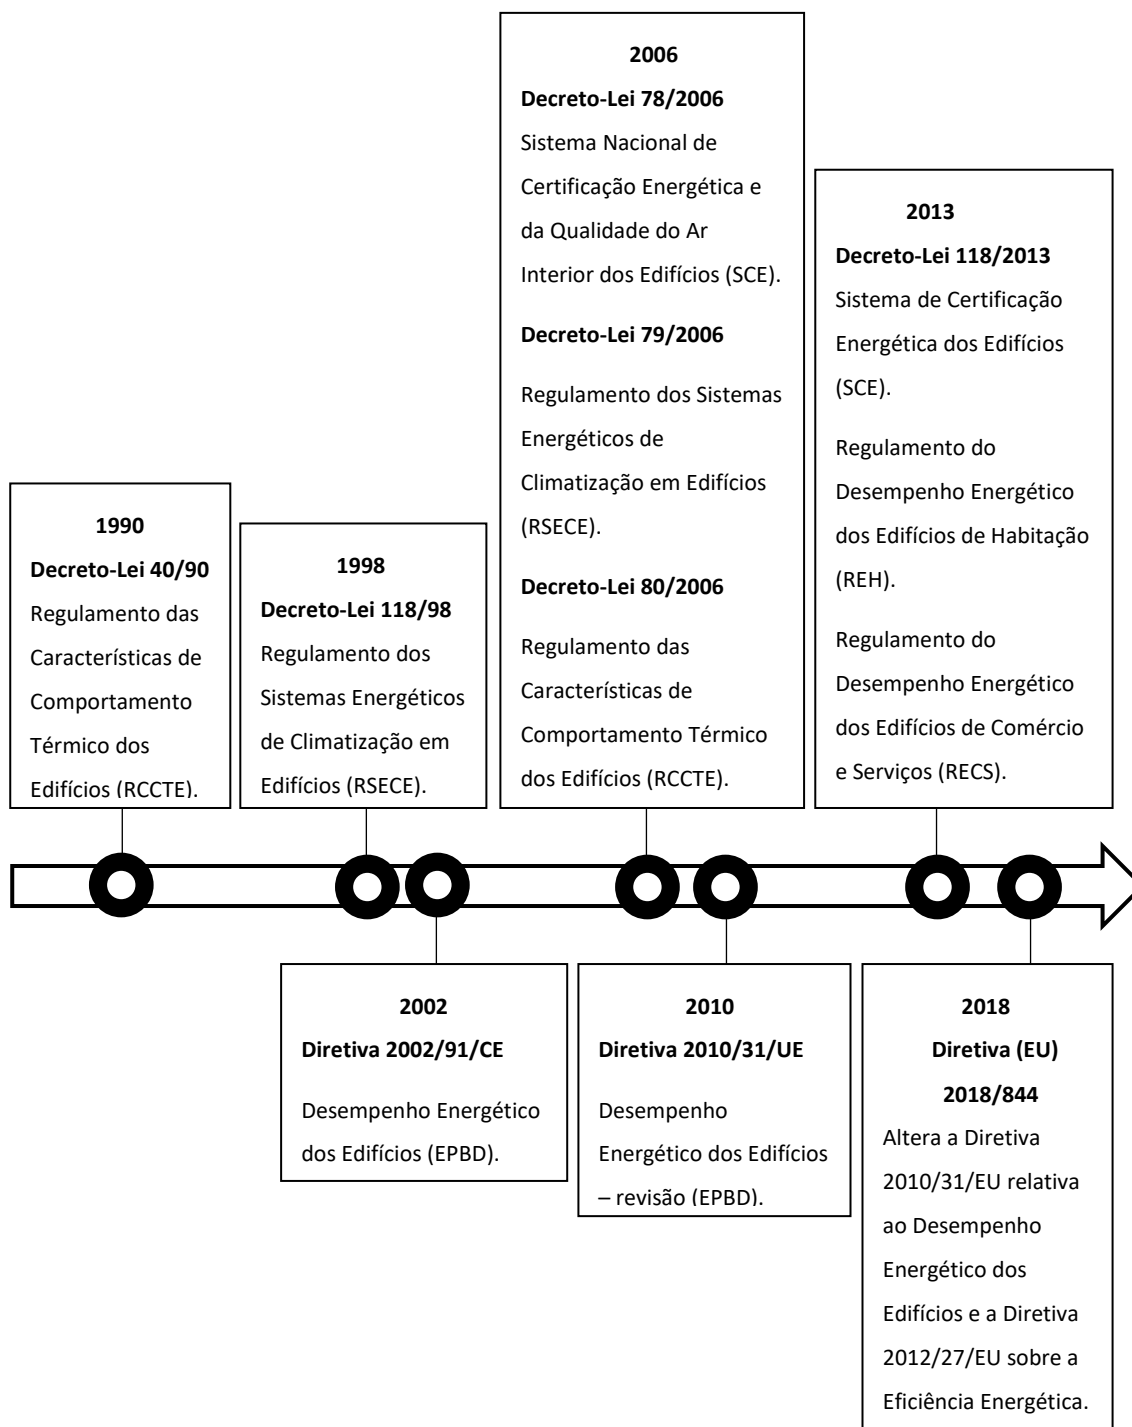 1990
Decreto-Lei 40/90
Regulamento das
Característícas de
Comportamento
Térmico dos
Edifícios (RCCTE).
1998
Decreto-Lei 118/98
Regulamento dos
Sistemas Energéticos
de Climatização em
Edifícios (RSECE).
2006
Decreto-Lei 78/2006
Sistema Nacional de
Certificação Energética e
da Qualidade do Ar
Interior dos Edifícios (SCE).
Decreto-Lei 79/2006
Regulamento dos Sistemas
Energéticos de
Climatização em Edifícios
(RSECE).
Decreto-Lei 80/2006
Regulamento das
Característícas de
Comportamento Térmico
dos Edifícios (RCCTE).
2013
Decreto-Lei 118/2013
Sistema de Certificação
Energética dos Edifícios
(SCE).
Regulamento do
Desempenho Energético
dos Edifícios de Habitação
(REH).
Regulamento do
Desempenho Energético
dos Edifícios de Comércio
e Serviços (RECS).
2002
Diretiva 2002/91/CE
Desempenho Energético
dos Edifícios (EPBD).
2010
Diretiva 2010/31/UE
Desempenho
Energético dos Edifícios
– revisão (EPBD).
2018
Diretiva (EU)
2018/844
Altera a Diretiva
2010/31/EU relativa
ao Desempenho
Energético dos
Edifícios e a Diretiva
2012/27/EU sobre a
Eficiência Energética.